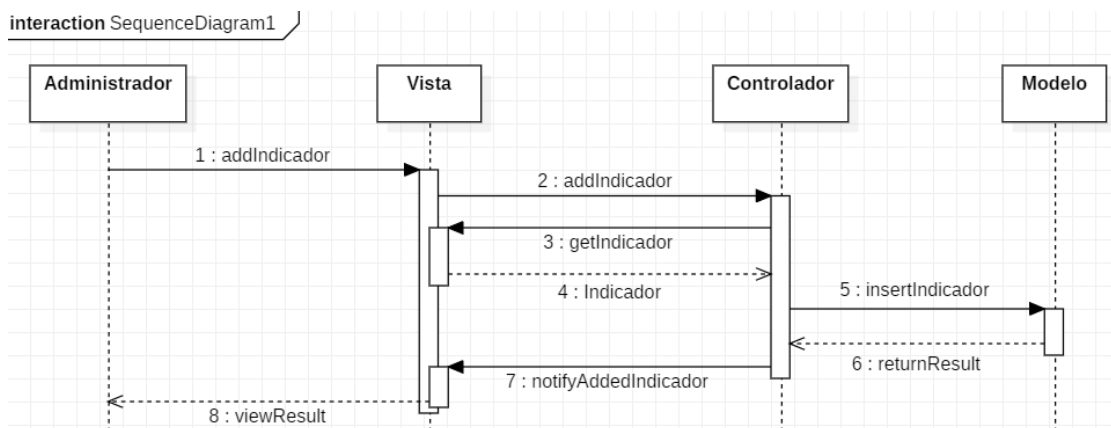 interaction SequenceDiagram1
Administrador
Vista
Controlador
Modelo
1 : addIndicador
2 : addIndicador
3 : getIndicador
4 : Indicador
5 : insertIndicador
6 : returnResult
7 : notifyAddedIndicador
8 : viewResult